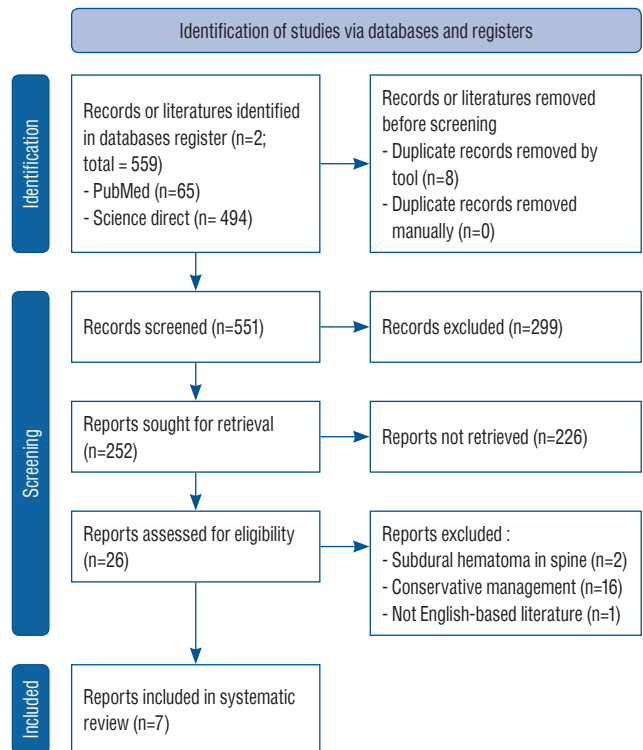 Identification of studies via databases and registers
Identification
Records or literatures identified
in databases register (n=2;
total = 559)
- PubMed (n=65)
- Science direct (n= 494)
Records or literatures removed
before screening
- Duplicate records removed by
tool (n=8)
- Duplicate records removed
manually (n=0)
Screening
Records screened (n=551)
Records excluded (n=299)
Reports sought for retrieval
(n=252)
Reports not retrieved (n=226)
Reports assessed for eligibility
(n=26)
Reports excluded :
- Subdural hematoma in spine (n=2)
- Conservative management (n=16)
- Not English-based literature (n=1)
Included
Reports included in systematic
review (n=7)